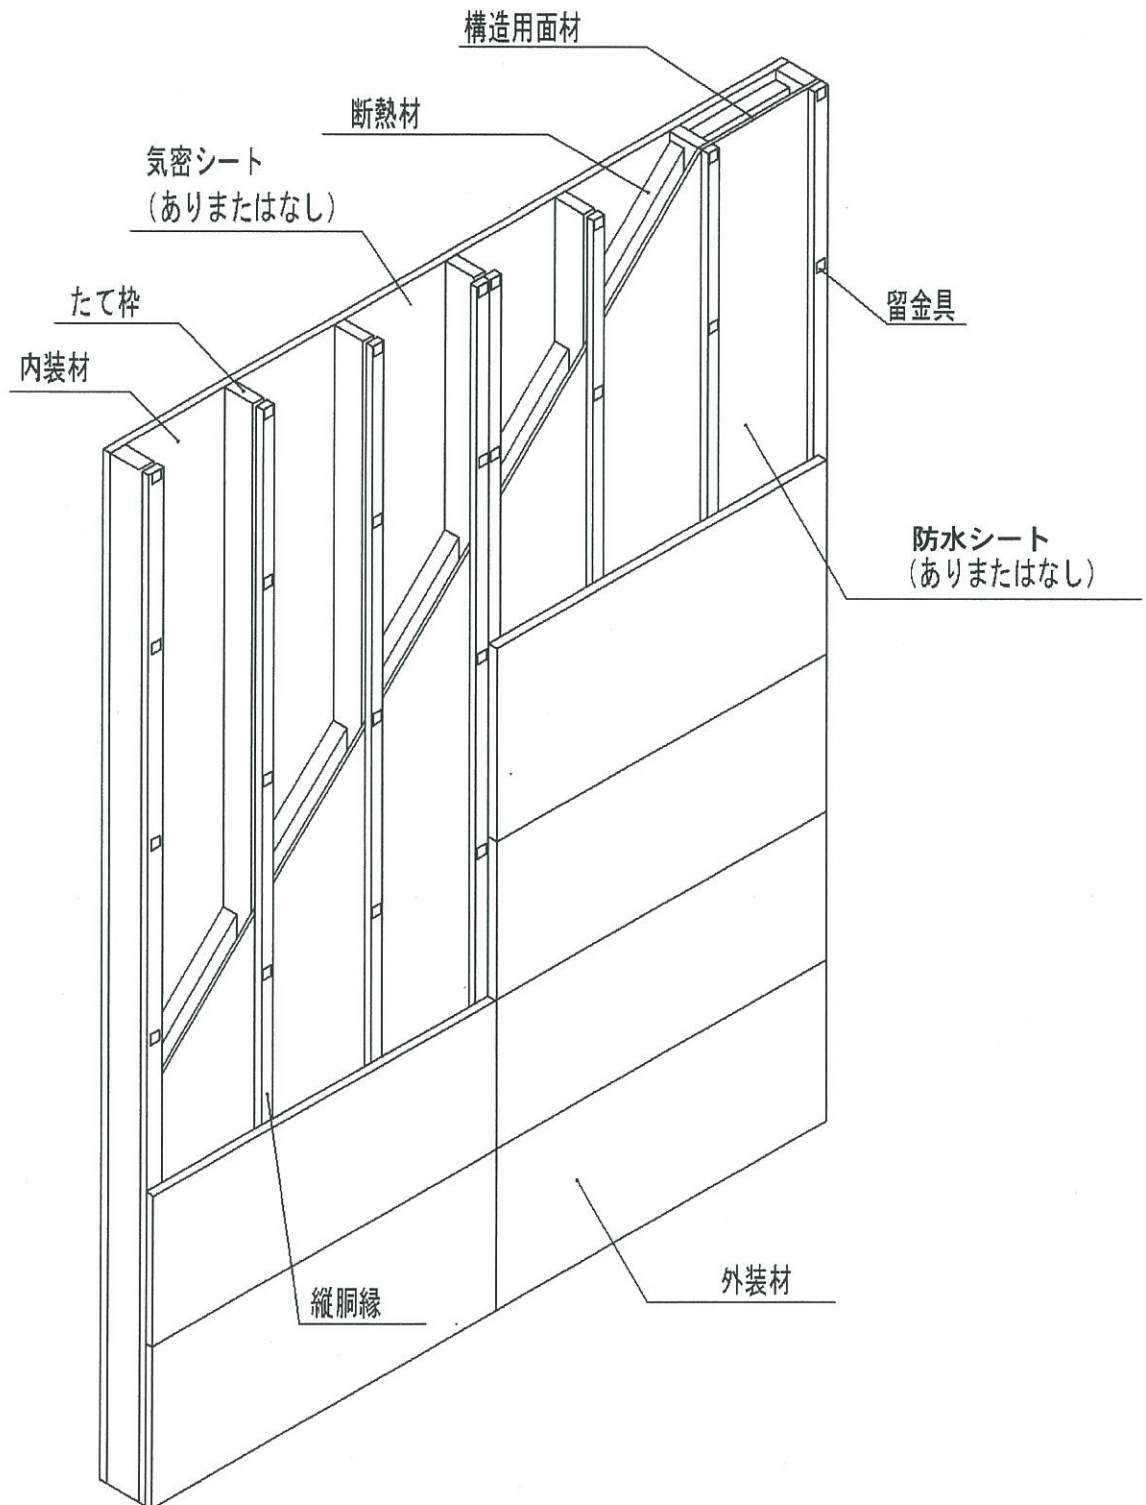 構造用面材
断熱材
気密シート
(ありまたはなし)
たて枠
留金具
内装材
防水シート
(ありまたはなし)
外装材
縦胴縁